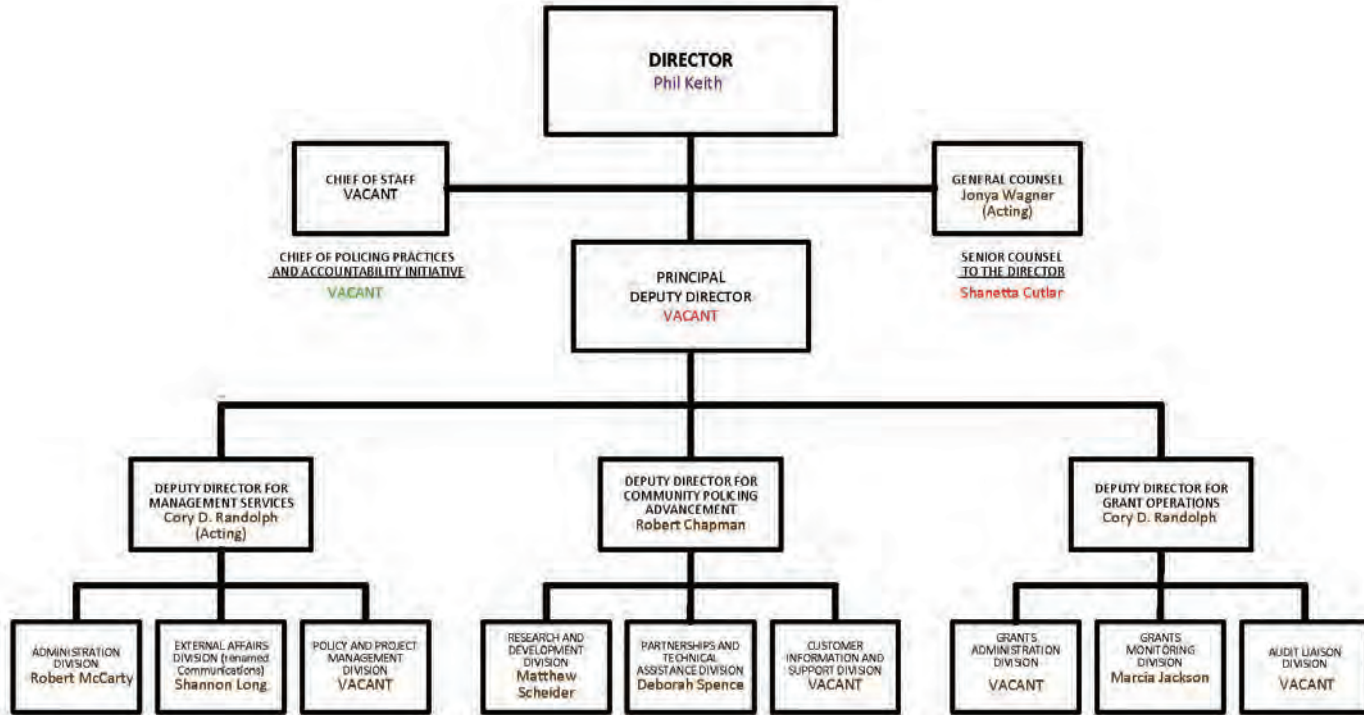 DIRECTOR
Phil Keith
CHIEF OF STAFF
VACANT
GENERAL COUNSEL
Jonya Wagner
(Acting)
CHIEF OF POLICING PRACTICES
AND ACCOUNTABILITY INITIATIVE
VACANT
SENIOR COUNSEL
TO THE DIRECTOR
Shanetta Cutlar
PRINCIPAL
DEPUTY DIRECTOR
VACANT
DEPUTY DIRECTOR FOR
MANAGEMENT SERVICES
Cory D. Randolph
(Acting)
DEPUTY DIRECTOR FOR
COMMUNITY POLICING
ADVANCEMENT
Robert Chapman
DEPUTY DIRECTOR FOR
GRANT OPERATIONS
Cory D. Randolph
ADMINISTRATION
DIVISION
Robert McCarty
EXTERNAL AFFAIRS
DIVISION (renamed
Communications)
Shannon Long
POLICY AND PROJECT
MANAGEMENT
DIVISION
VACANT
RESEARCH AND
DEVELOPMENT
DIVISION
Matthew
Scheider
PARTNERSHIPS AND
TECHNICAL
ASSISTANCE DIVISION
Deborah Spence
CUSTOMER
INFORMATION AND
SUPPORT DIVISION
VACANT
GRANTS
ADMINISTRATION
DIVISION
VACANT
GRANTS
MONITORING
DIVISION
Marcia Jackson
AUDIT LIAISON
DIVISION
VACANT